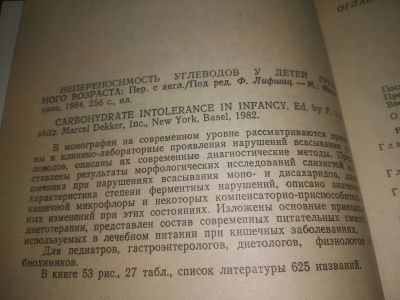 ОГЛАВ
НЕПЕРЕНОСИМОСТЬ УГЛЕВОДОВ У ДЕТЕЙ
НОГО ВОЗРАСТА: Пер. с англ./Под ред. Ф. Лифшиц. — М.:
цина, 1984. 256 с., ил.
CARBOHYDRATE INTOLERANCE IN INFANCY. Ed. by F.
shitz. Marcel Dekker, Inc., New York, Basel, 1982.
В монографии на современном уровне рассматриваются
ны и клинико-лабораторные проявления нарушений всасывания
леводов, описаны их современные диагностические методы.
ставлены результаты морфологических исследований слизистой
шечника при нарушениях всасывания моно- и дисахаридов,
характеристика степени ферментных нарушений, описано
кишечной микрофлоры и некоторых компенсаторно-приспособит
ных изменений при этих состояниях. Изложены основные
диетотерапии, представлен состав современных питательных
используемых в лечебном питании при кишечных заболеваниях.
Для педиатров, гастроэнтерологов, диетологов, физиологов
биохимиков.
В книге 53 рис., 27 табл., список литературы 625 названий.